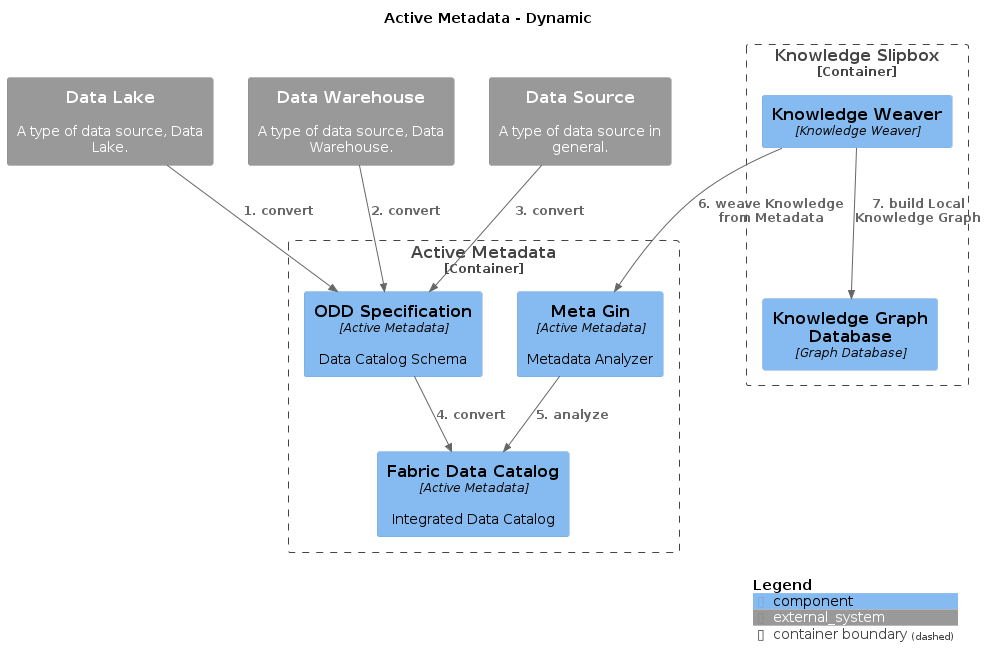 Active Metadata - Dynamic
Knowledge Slipbox
[Container]
Data Lake
A type of data source, Data
Lake.
Data Warehouse
A type of data source, Data
Warehouse.
Data Source
A type of data source in
general.
Knowledge Weaver
[Knowledge Weaver]
1. convert
2. convert
3. convert
6. weave Knowledge
from Metadata
7. build Local
Knowledge Graph
Active Metadata
[Container]
ODD Specification
[Active Metadata]
Data Catalog Schema
Meta Gin
[Active Metadata]
Metadata Analyzer
Knowledge Graph
Database
[Graph Database]
4. convert
5. analyze
Fabric Data Catalog
[Active Metadata]
Integrated Data Catalog
Legend
component
external_system
container boundary (dashed)